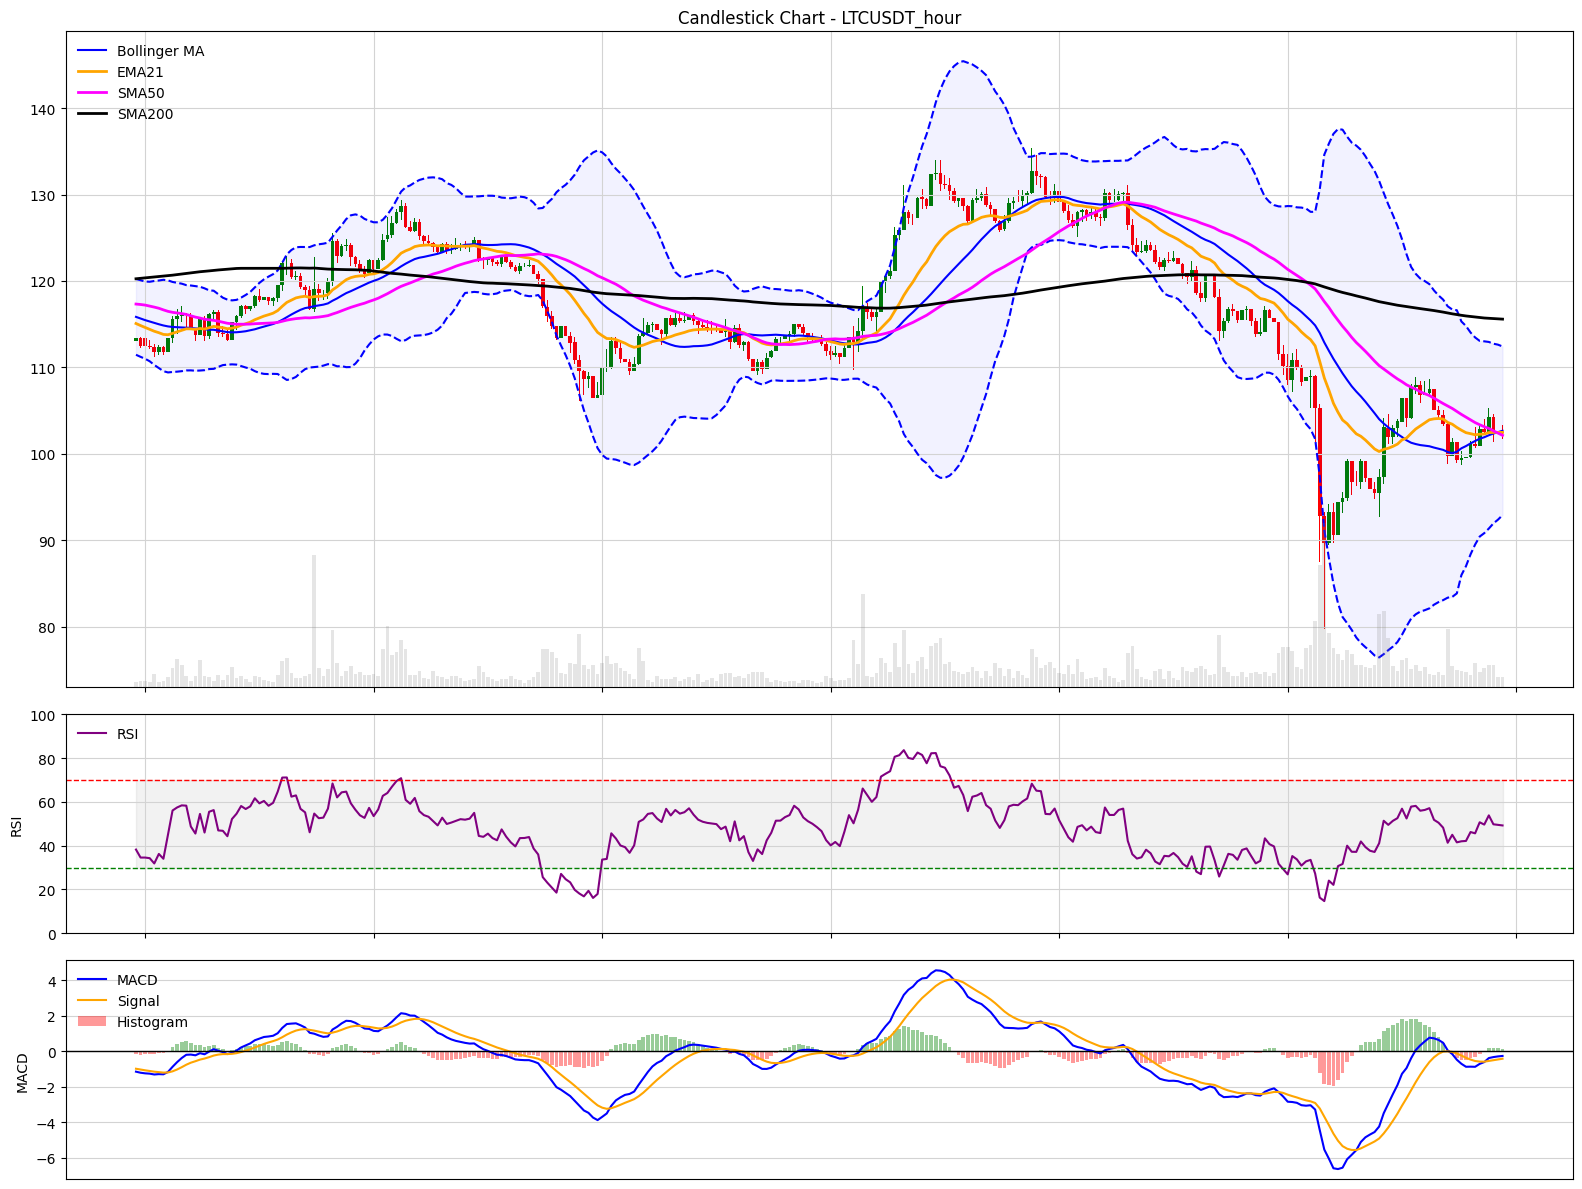 Candlestick Chart - LTCUSDT_hour
Bollinger MA
EMA21
SMA50
SMA200
140
130
120
110
100
90
80
100
80
60
40
20
0
RSI
RSI
4
2
0
−2
−4
−6
MACD
MACD
Signal
Histogram